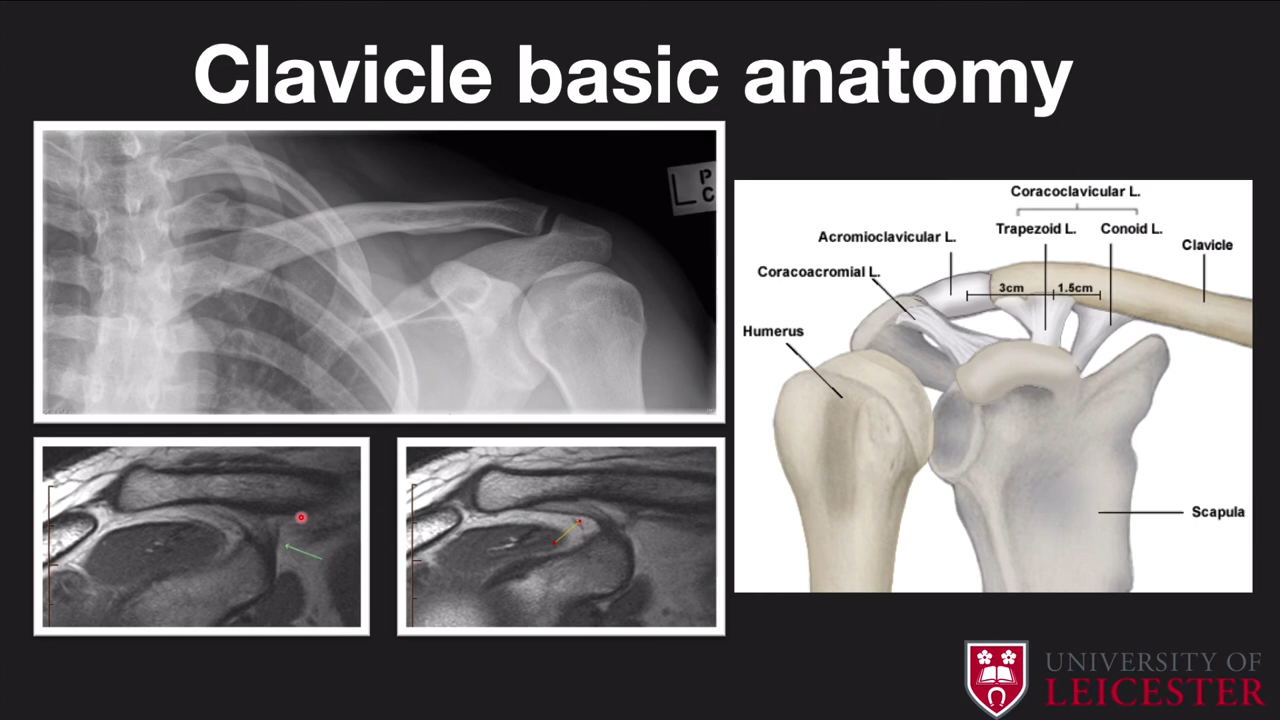 Clavicle basic anatomy
L
P
C
Coracoclavicular L.
Trapezoid L.
Conoid L.
Acromioclavicular L.
Clavicle
Coracoacromial L.
3cm
1.5cm
Humerus
Scapula
UNIVERSITY OF
LEICESTER